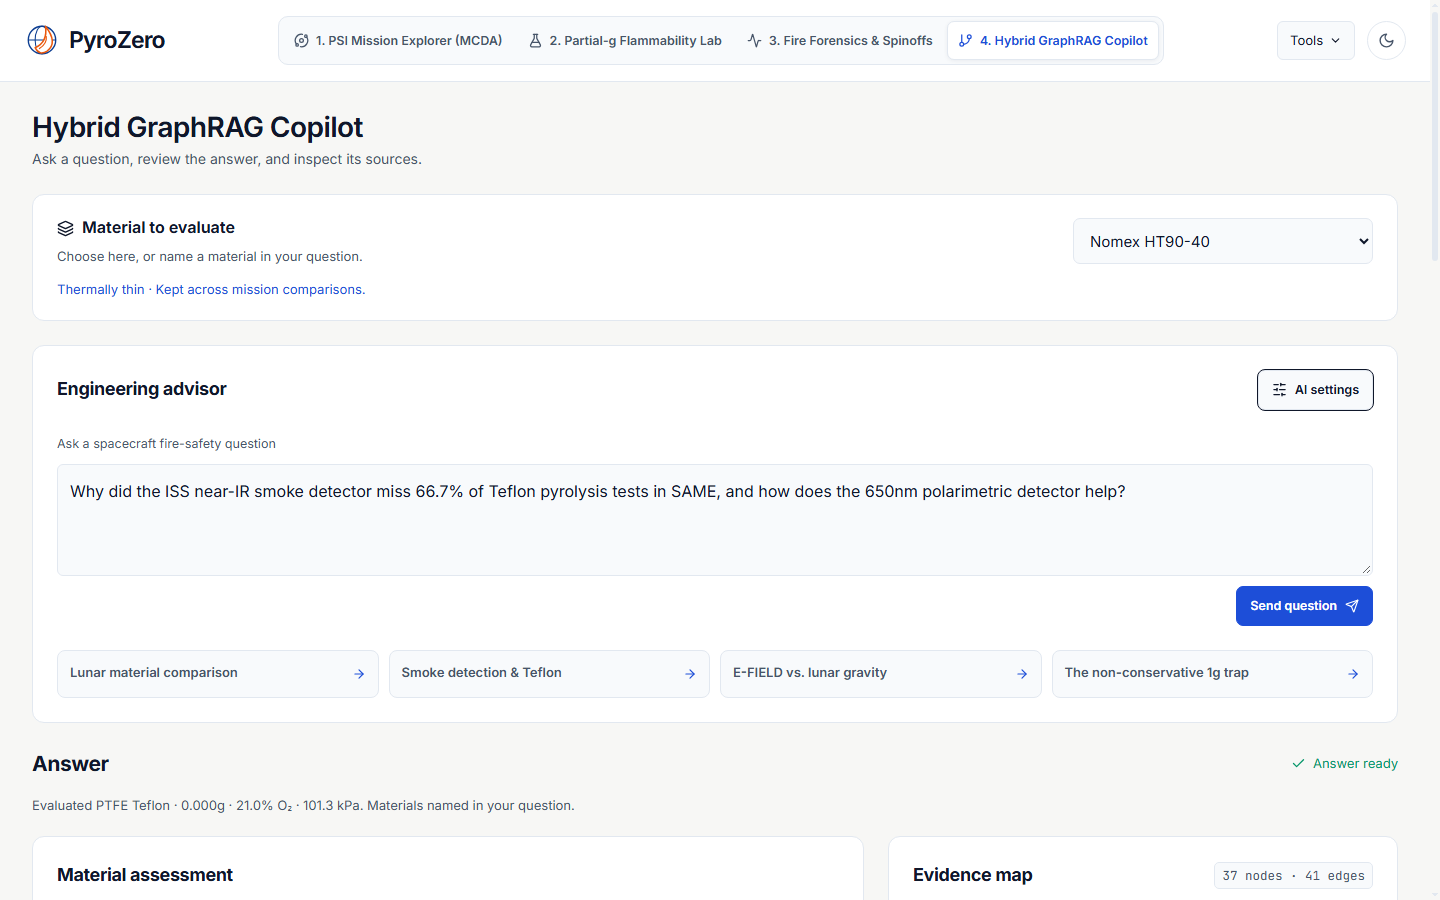 PyroZero
1. PSI Mission Explorer (MCDA)
2. Partial-g Flammability Lab
3. Fire Forensics & Spinoffs
4. Hybrid GraphRAG Copilot
Tools
Hybrid GraphRAG Copilot
Ask a question, review the answer, and inspect its sources.
Material to evaluate
Choose here, or name a material in your question.
Thermally thin · Kept across mission comparisons.
Nomex HT90-40
Engineering advisor
AI settings
Ask a spacecraft fire-safety question
Why did the ISS near-IR smoke detector miss 66.7% of Teflon pyrolysis tests in SAME, and how does the 650nm polarimetric detector help?
Send question
Lunar material comparison
Smoke detection & Teflon
E-FIELD vs. lunar gravity
The non-conservative 1g trap
Answer
Answer ready
Evaluated PTFE Teflon · 0.000g · 21.0% O₂ · 101.3 kPa. Materials named in your question.
Material assessment
Evidence map
37 nodes · 41 edges